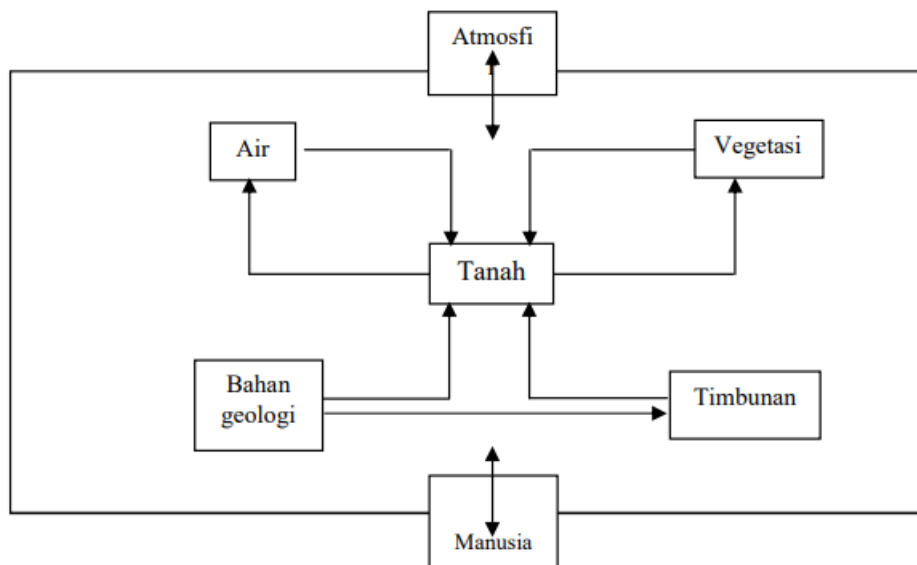 Atmosfi
r
Air
Vegetasi
Tanah
Bahan
geologi
Timbunan
Manusia